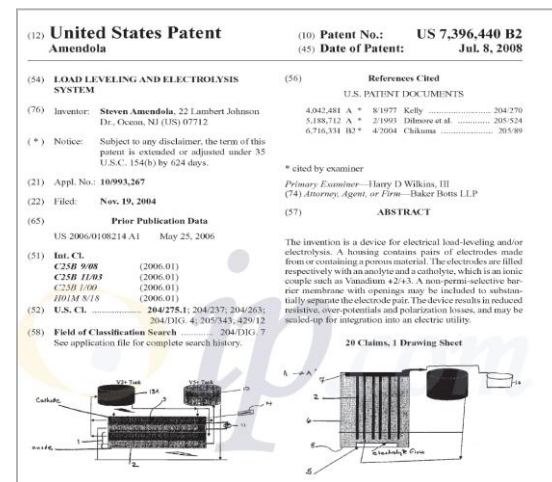 (12) United States Patent
Amendola
(10) Patent No.: US 7,396,440 B2
(45) Date of Patent: Jul. 8, 2008
(54) LOAD LEVELING AND ELECTROLYSIS
SYSTEM
(76) Inventor: Steven Amendola, 22 Lambert Johnson
Dr., Ocean, NJ (US) 07712
( * ) Notice: Subject to any disclaimer, the term of this
patent is extended or adjusted under 35
U.S.C. 154(b) by 624 days.
(21) Appl. No.: 10/993,267
(22) Filed: Nov. 19, 2004
(65) Prior Publication Data
US 2006/0108214 A1 May 25, 2006
(51) Int. Cl.
C25B 9/08 (2006.01)
C25B 11/03 (2006.01)
C25B 1/00 (2006.01)
H01M 8/18 (2006.01)
(52) U.S. Cl. 204/275.1; 204/237; 204/263;
204/DIG. 4; 205/343; 429/12
(58) Field of Classification Search 204/DIG. 7
See application file for complete search history.
(56) References Cited
U.S. PATENT DOCUMENTS
4,042,481 A * 8/1977 Kelly 204/270
5,188,712 A * 2/1993 Dilmore et al. 205/524
6,716,331 B2 * 4/2004 Chikuma 205/89
* cited by examiner
Primary Examiner—Harry D Wilkins, III
(74) Attorney, Agent, or Firm—Baker Botts LLP
(57) ABSTRACT
The invention is a device for electrical load-leveling and/or
electrolysis. A housing contains pairs of electrodes made
from or containing a porous material. The electrodes are filled
respectively with an anolyte and a catholyte, which is an ionic
couple such as Vanadium +2/+3. A non-permi-selective bar-
rier membrane with openings may be included to substan-
tially separate the electrode pair. The device results in reduced
resistive, over-potentials and polarization losses, and may be
scaled-up for integration into an electric utility.
20 Claims, 1 Drawing Sheet
V2+ Tank
V5+ Tank
Cathode
Anode
1
2
3
7
2
6
Electrolyte Flow
ip.com